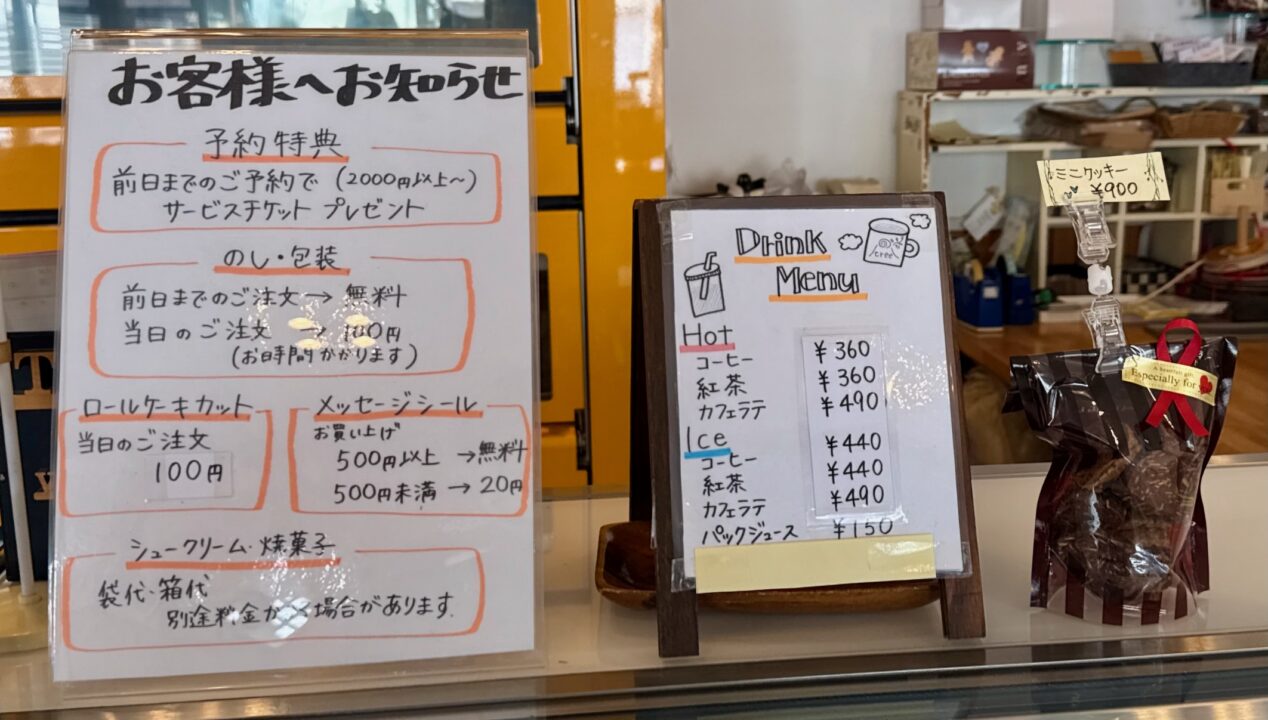 お客様へお知らせ
予約特典
前日までのご予約で (2000円以上〜)
サービスチケット プレゼント
のし・包装
前日までのご注文→ 無料
当日のご注文 → 100円
(お時間かかります)
ロールケーキカット
当日のご注文
100円
メッセージシール
お買い上げ
500円以上 →無料
500円未満 → 20円
シュークリーム・焼菓子
袋代・箱代
別途料金がかかる場合があります.
Drink
Menu
tree
Hot
コーヒー ¥360
紅茶 ¥360
カフェラテ ¥490
Ice
コーヒー ¥440
紅茶 ¥440
カフェラテ ¥490
パックジュース ¥150
ミニクッキー
¥900
A heartfelt gift
Especially for